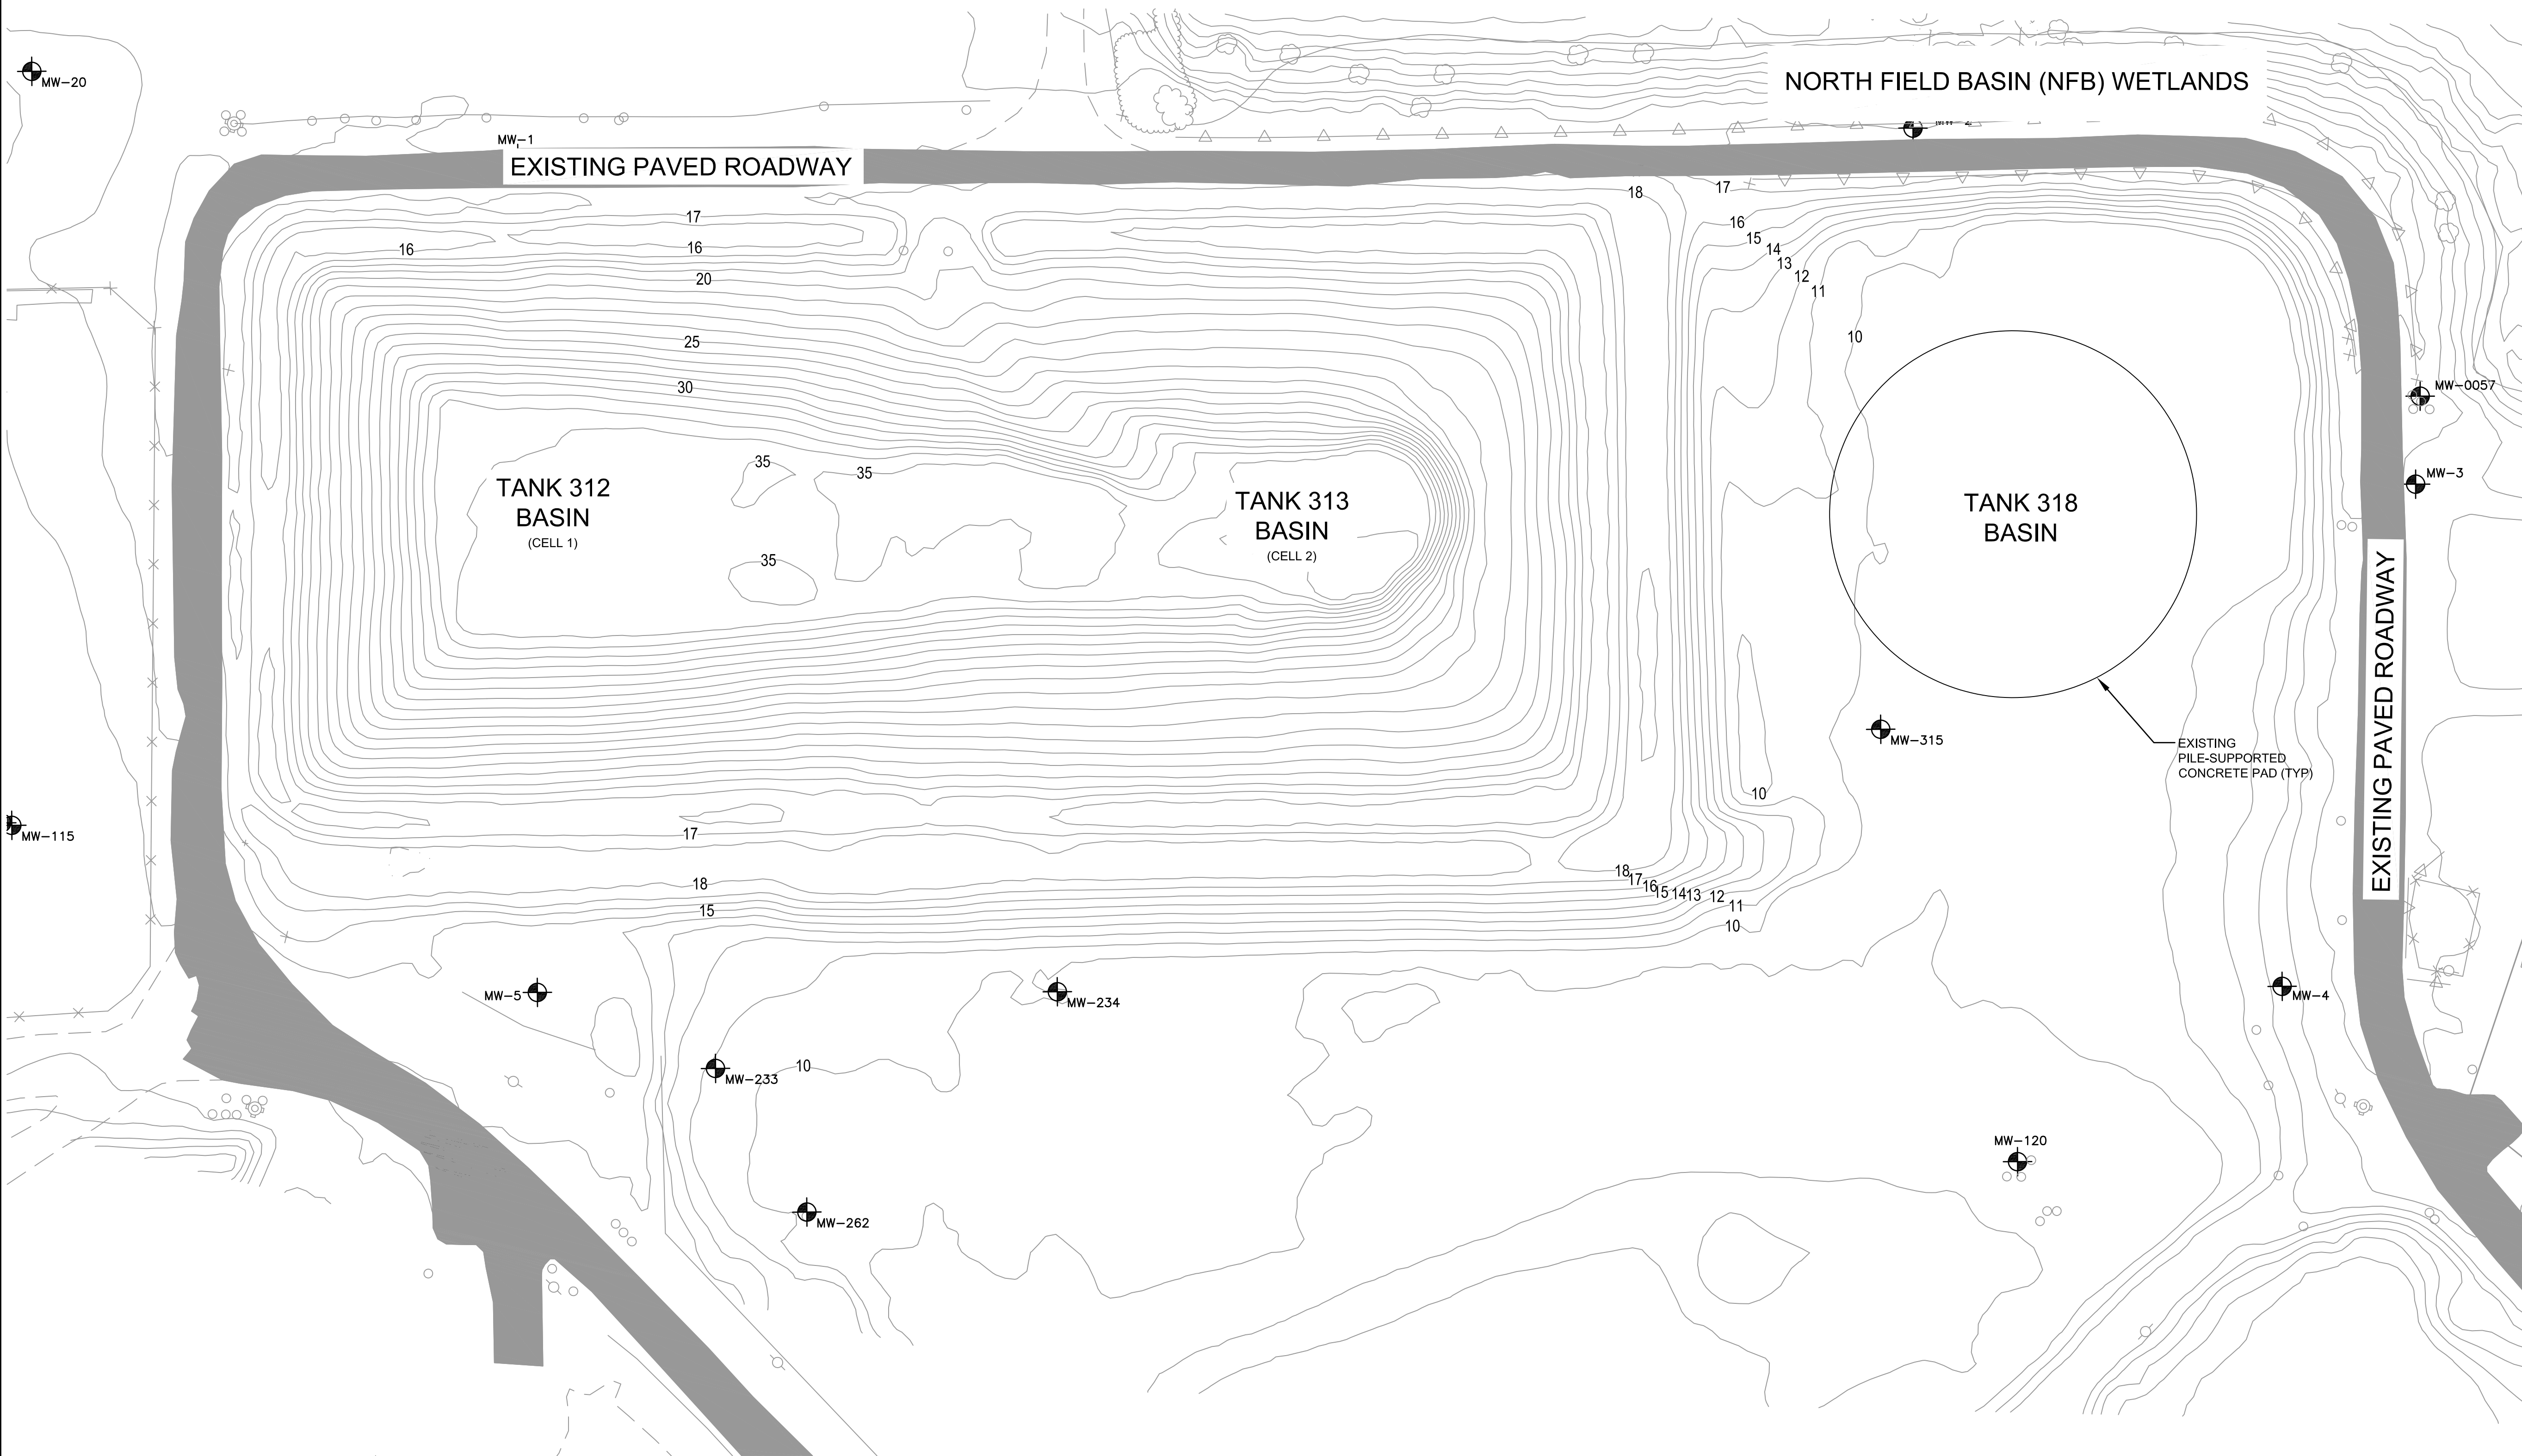 NORTH FIELD BASIN (NFB) WETLANDS
MW-20
MW-1
EXISTING PAVED ROADWAY
18
17
17
16
16
16
15
14
13
12
11
20
10
25
30
MW-0057
35
35
MW-3
TANK 312
BASIN
(CELL 1)
TANK 313
BASIN
(CELL 2)
TANK 318
BASIN
35
EXISTING PAVED ROADWAY
MW-315
EXISTING
PILE-SUPPORTED
CONCRETE PAD (TYP)
10
MW-115
17
18
18
17
16
15
14
13
12
11
10
15
MW-5
MW-234
MW-4
10
MW-233
MW-120
MW-262